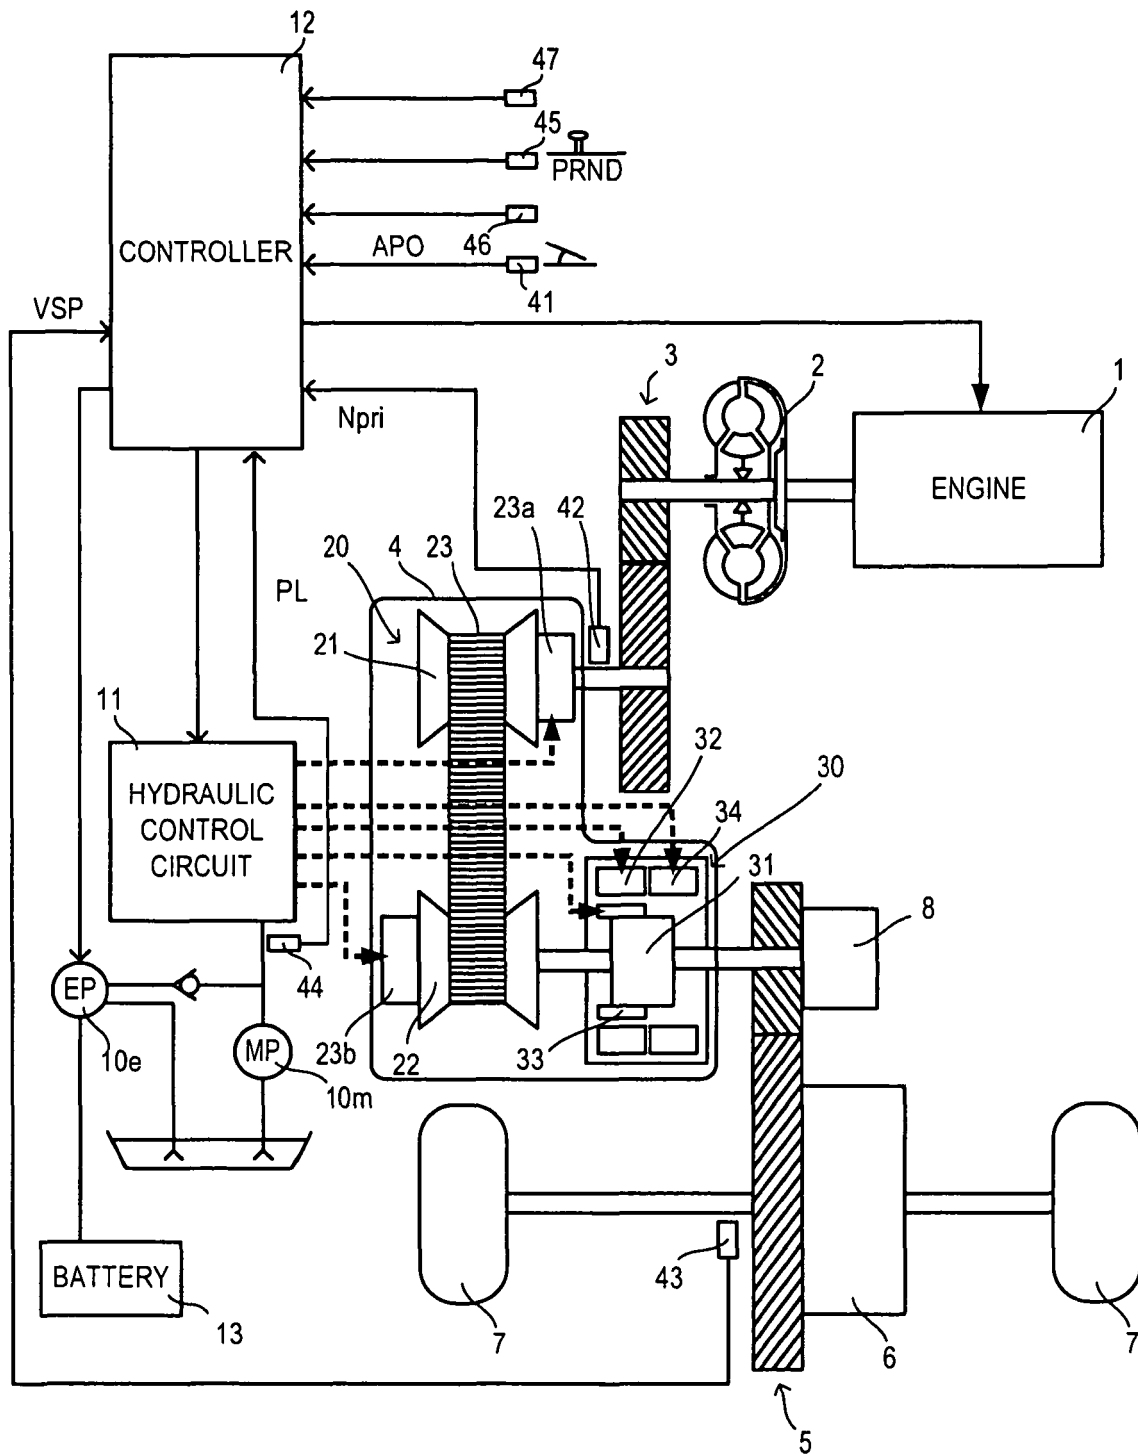 12
47
45
PRND
CONTROLLER
APO
46
41
VSP
3
2
1
Npri
ENGINE
23a
42
4
23
20
PL
21
11
32
30
34
HYDRAULIC
CONTROL
CIRCUIT
31
8
44
EP
10e
MP
10m
23b
22
33
43
BATTERY
13
7
6
7
5